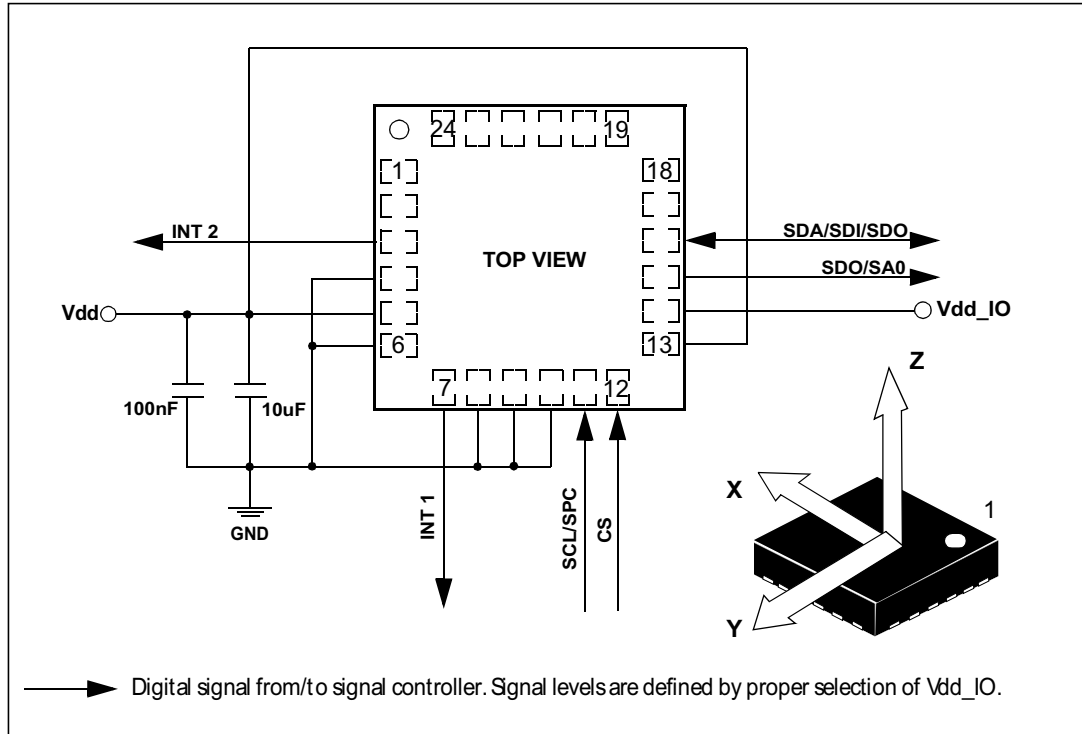 24
19
1
18
INT 2
SDA/SDI/SDO
TOP VIEW
SDO/SA0
Vdd
Vdd_IO
6
13
Z
7
12
100nF
10uF
X
1
GND
INT 1
SCL/SPC
CS
Y
Digital signal from/to signal controller. Signal levels are defined by proper selection of Vdd_IO.